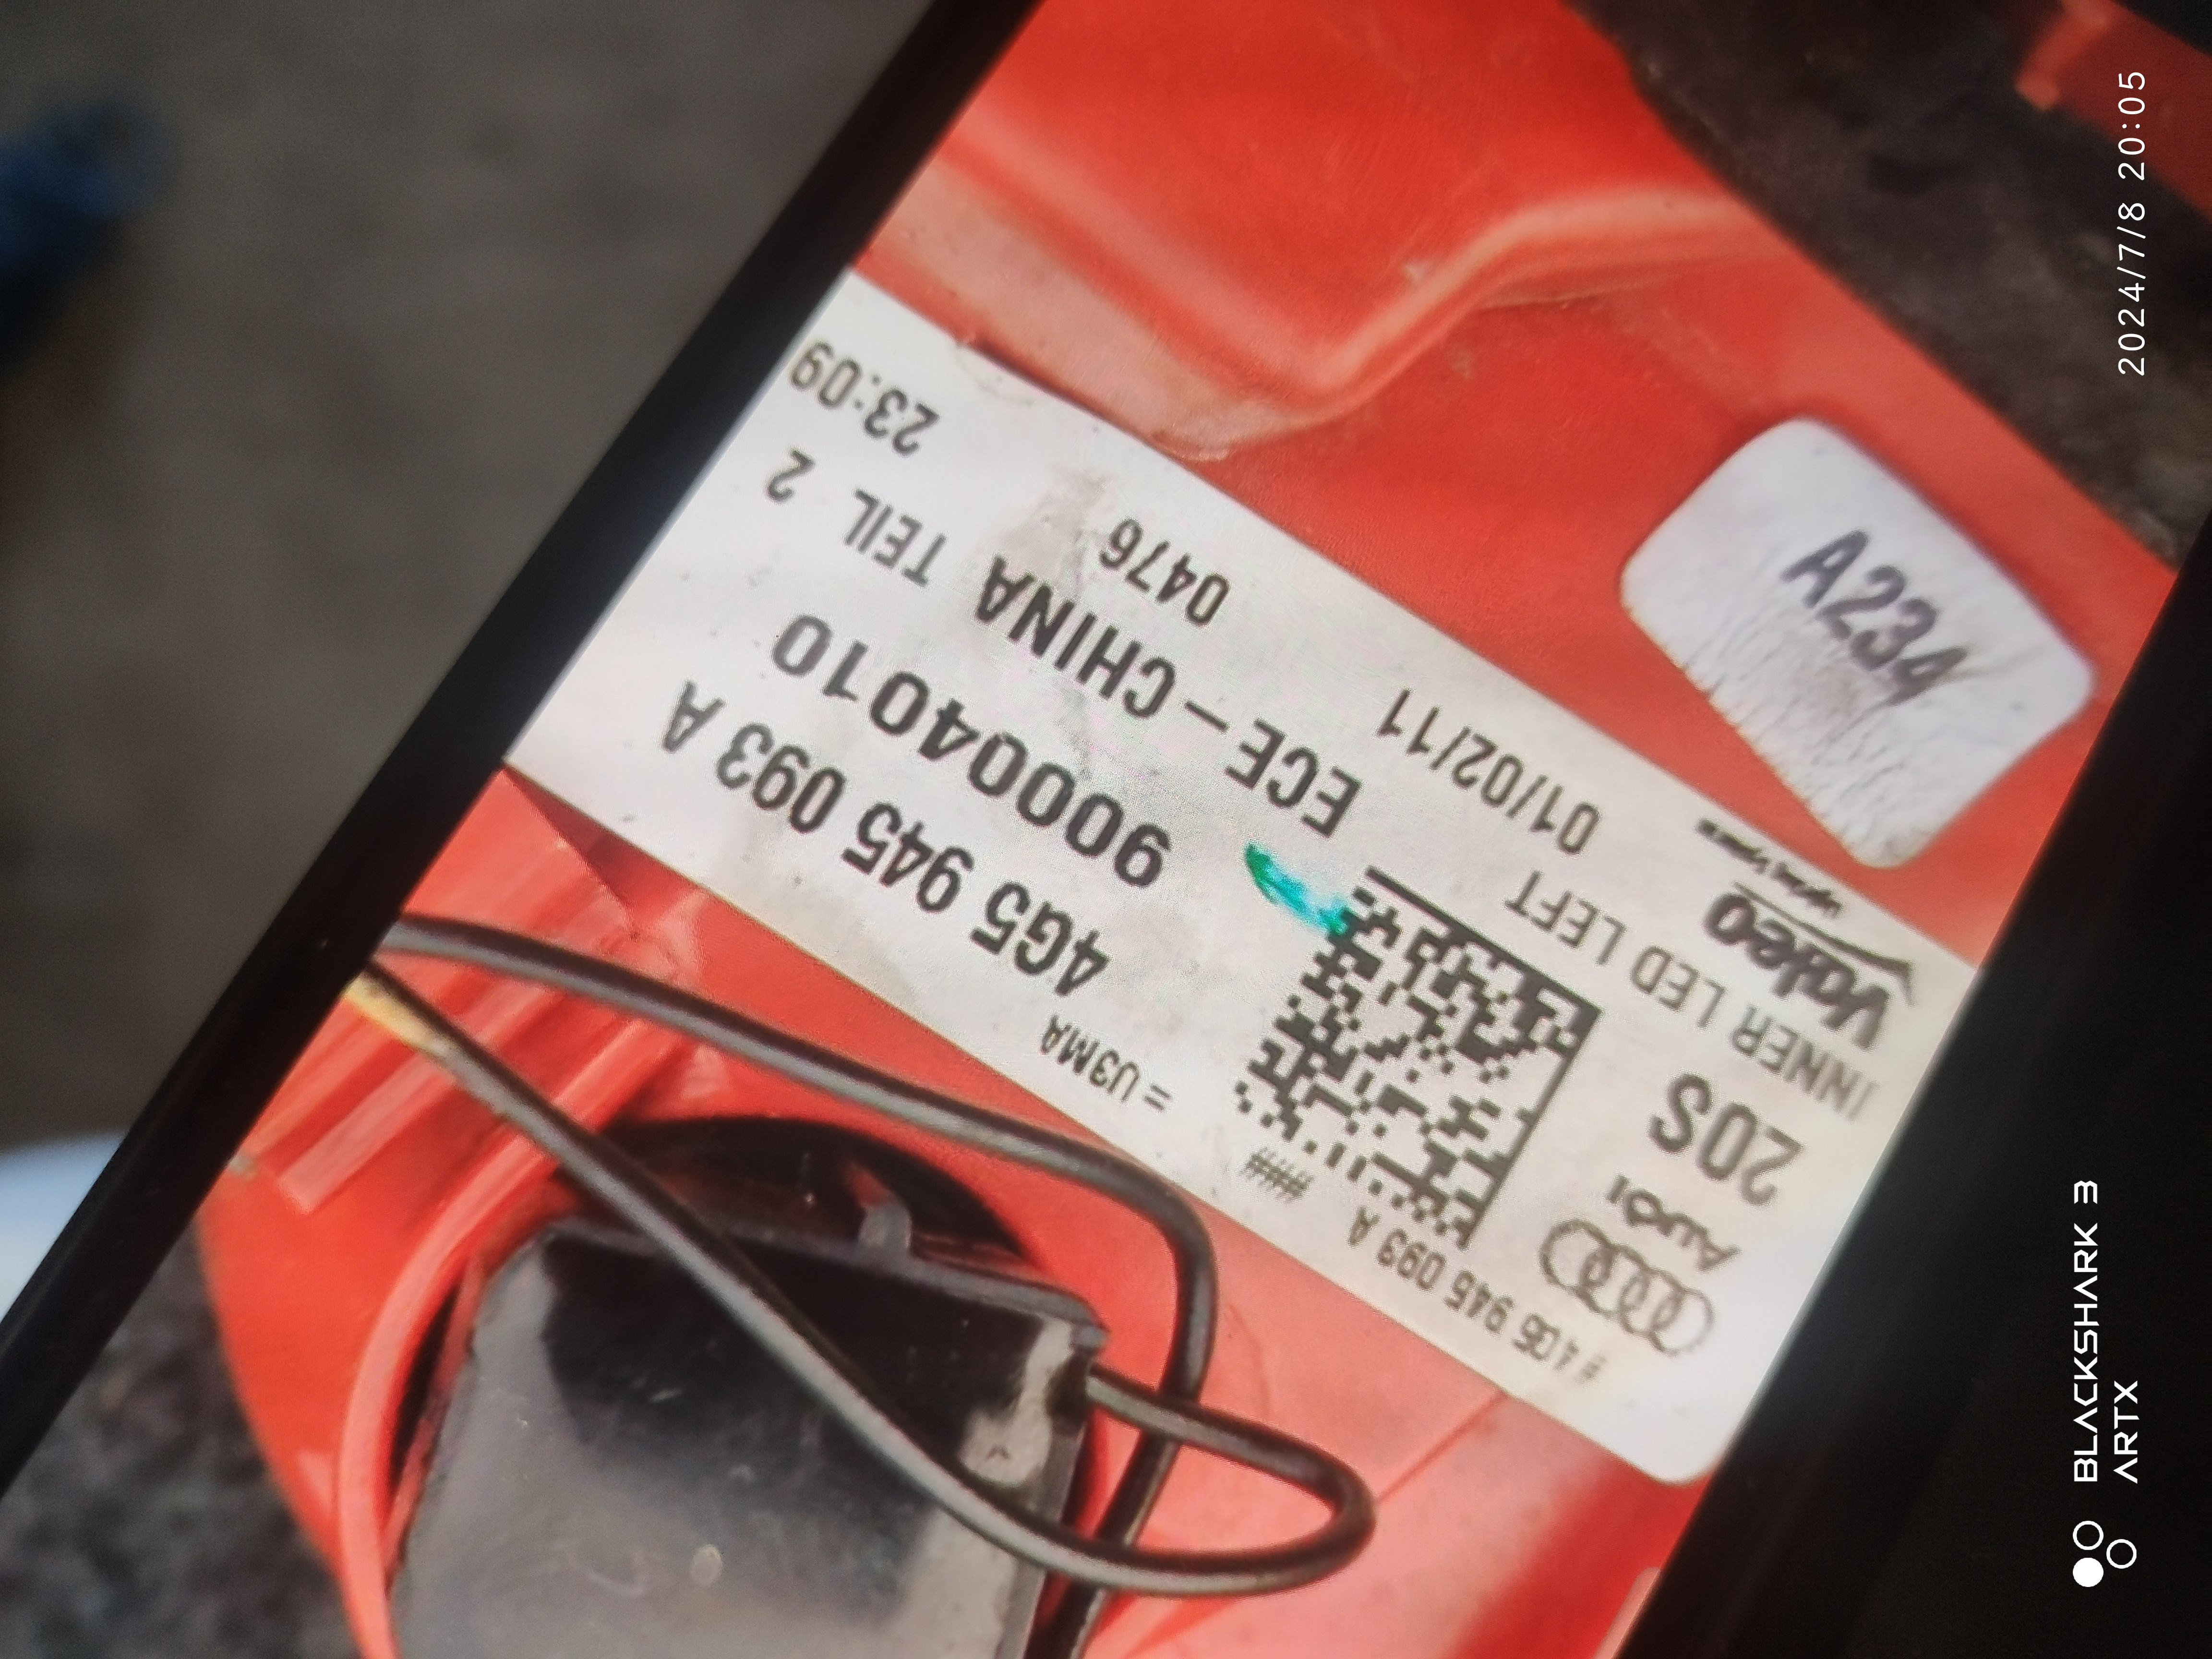 # 4G5 945 093 A
###
= U3MA
AUDI
4G5 945 093 A
20S
90004010
INNER LED LEFT
ECE - CHINA TEIL 2
Valeo
01/02/11 0476 23:09
A234
2024/7/8 20:05
BLACKSHARK 3
ARTX